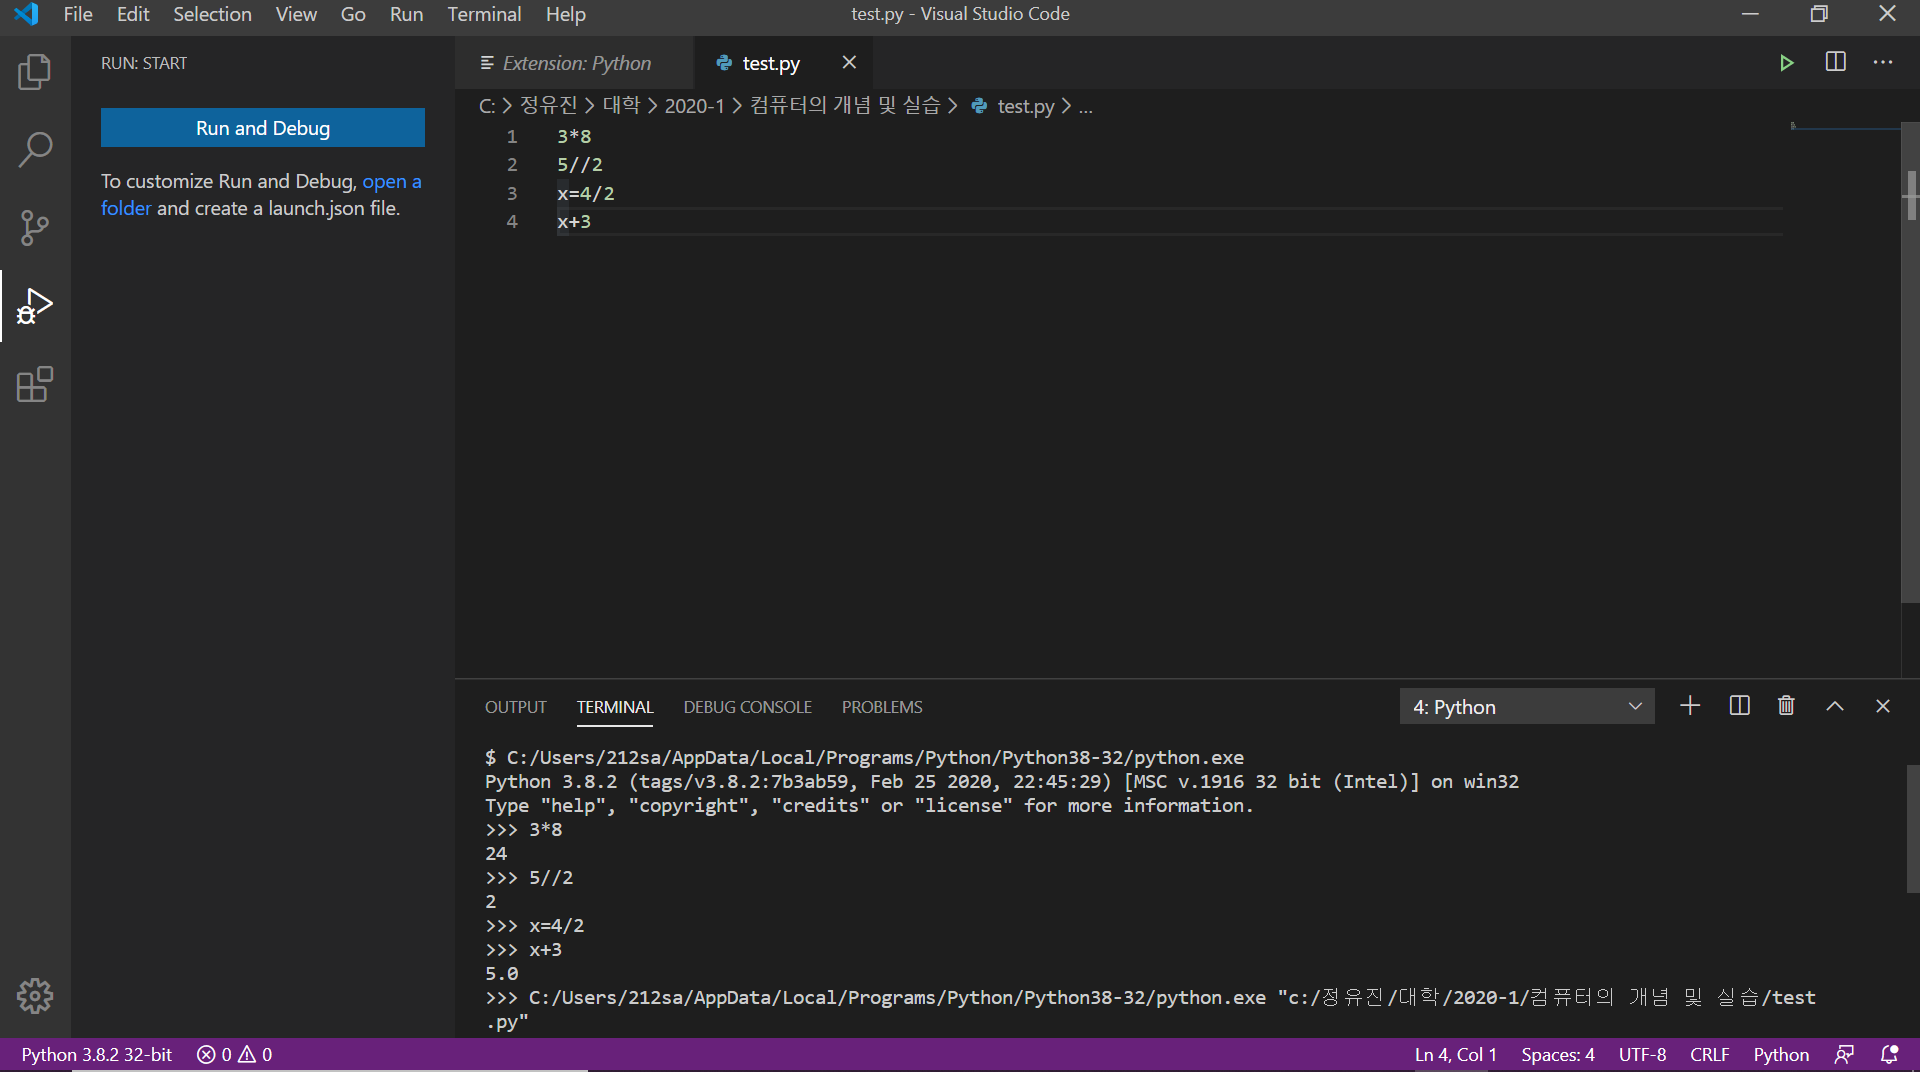 File Edit Selection View Go Run Terminal Help test.py - Visual Studio Code
RUN: START
Run and Debug
To customize Run and Debug, open a
folder and create a launch.json file.
Extension: Python test.py
C: > 정유진 > 대학 > 2020-1 > 컴퓨터의 개념 및 실습 > test.py > ...
1 3*8
2 5//2
3 x=4/2
4 x+3
OUTPUT TERMINAL DEBUG CONSOLE PROBLEMS 4: Python
$ C:/Users/212sa/AppData/Local/Programs/Python/Python38-32/python.exe
Python 3.8.2 (tags/v3.8.2:7b3ab59, Feb 25 2020, 22:45:29) [MSC v.1916 32 bit (Intel)] on win32
Type "help", "copyright", "credits" or "license" for more information.
>>> 3*8
24
>>> 5//2
2
>>> x=4/2
>>> x+3
5.0
>>> C:/Users/212sa/AppData/Local/Programs/Python/Python38-32/python.exe "c:/정유진/대학/2020-1/컴퓨터의 개념 및 실습/test
.py"
Python 3.8.2 32-bit 0 0 Ln 4, Col 1 Spaces: 4 UTF-8 CRLF Python